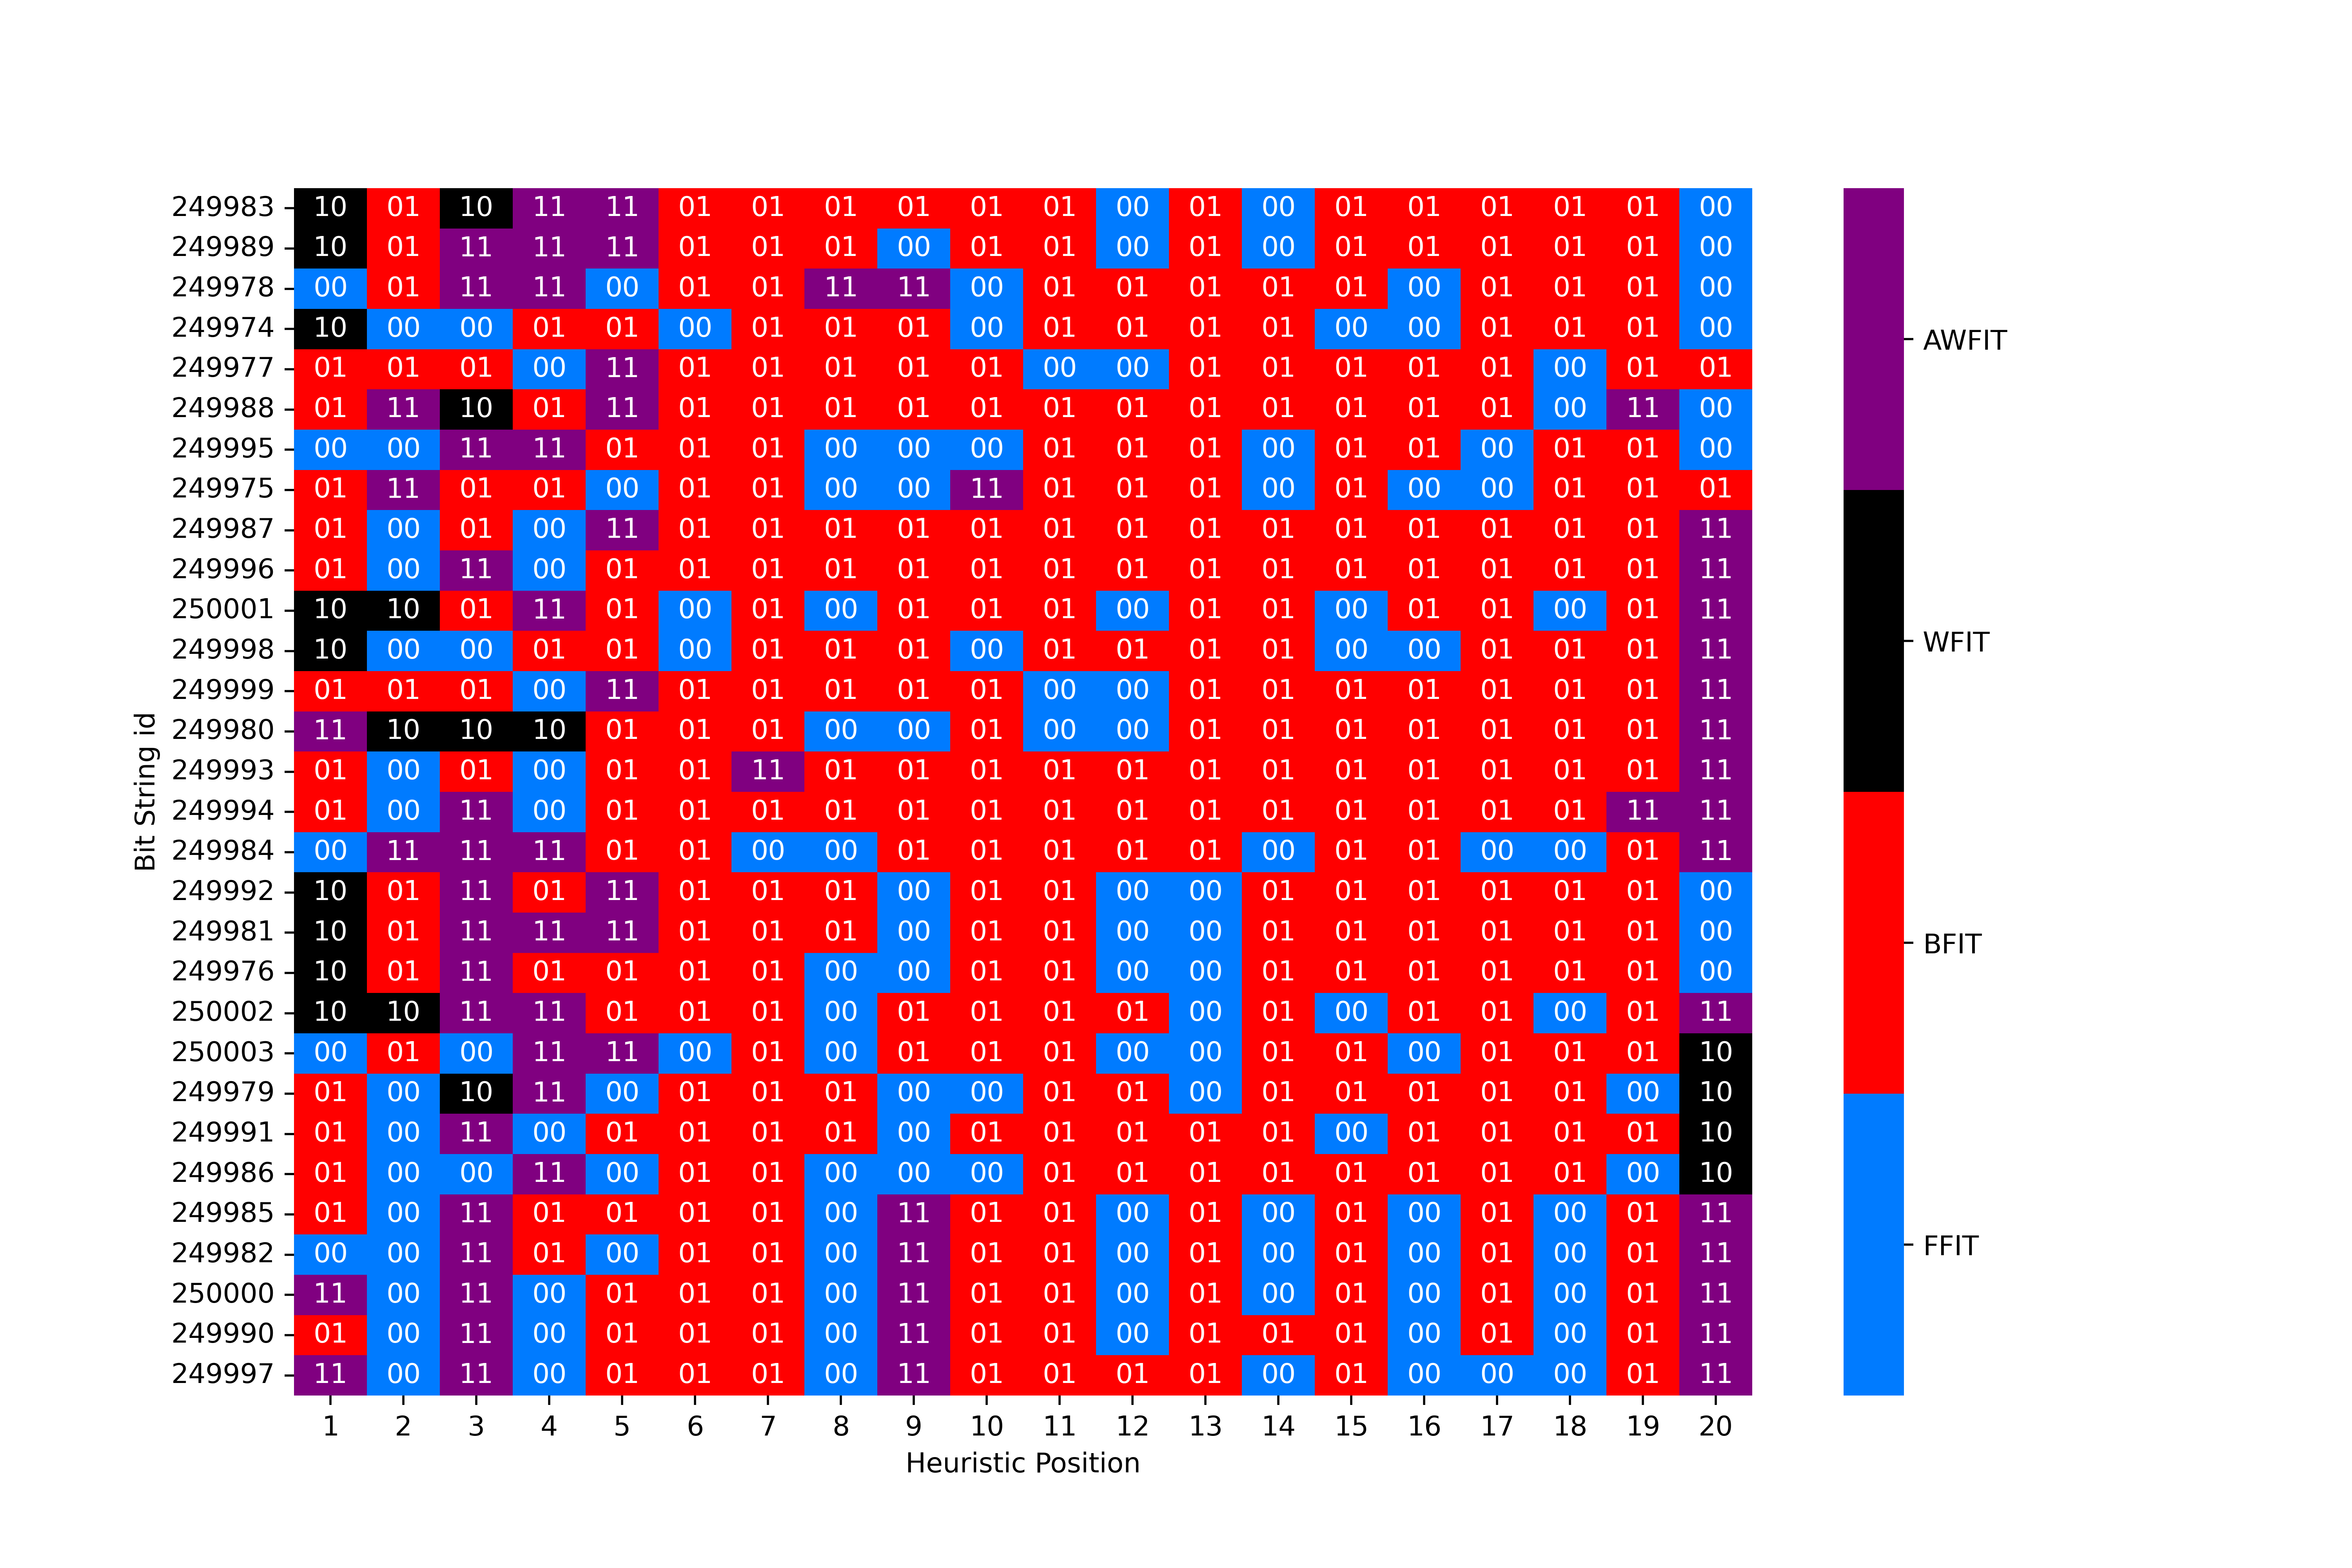 249983 10 01 10 11 11 01 01 01 01 01 01 00 01 00 01 01 01 01 01 00
249989 10 01 11 11 11 01 01 01 00 01 01 00 01 00 01 01 01 01 01 00
249978 00 01 11 11 00 01 01 11 11 00 01 01 01 01 01 00 01 01 01 00
249974 10 00 00 01 01 00 01 01 01 00 01 01 01 01 00 00 01 01 01 00
249977 01 01 01 00 11 01 01 01 01 01 00 00 01 01 01 01 01 00 01 01
249988 01 11 10 01 11 01 01 01 01 01 01 01 01 01 01 01 01 00 11 00
249995 00 00 11 11 01 01 01 00 00 00 01 01 01 00 01 01 00 01 01 00
249975 01 11 01 01 00 01 01 00 00 11 01 01 01 00 01 00 00 01 01 01
249987 01 00 01 00 11 01 01 01 01 01 01 01 01 01 01 01 01 01 01 11
249996 01 00 11 00 01 01 01 01 01 01 01 01 01 01 01 01 01 01 01 11
250001 10 10 01 11 01 00 01 00 01 01 01 00 01 01 00 01 01 00 01 11
249998 10 00 00 01 01 00 01 01 01 00 01 01 01 01 00 00 01 01 01 11
249999 01 01 01 00 11 01 01 01 01 01 00 00 01 01 01 01 01 01 01 11
249980 11 10 10 10 01 01 01 00 00 01 00 00 01 01 01 01 01 01 01 11
249993 01 00 01 00 01 01 11 01 01 01 01 01 01 01 01 01 01 01 01 11
249994 01 00 11 00 01 01 01 01 01 01 01 01 01 01 01 01 01 01 11 11
249984 00 11 11 11 01 01 00 00 01 01 01 01 01 00 01 01 00 00 01 11
249992 10 01 11 01 11 01 01 01 00 01 01 00 00 01 01 01 01 01 01 00
249981 10 01 11 11 11 01 01 01 00 01 01 00 00 01 01 01 01 01 01 00
249976 10 01 11 01 01 01 01 00 00 01 01 00 00 01 01 01 01 01 01 00
250002 10 10 11 11 01 01 01 00 01 01 01 01 00 01 00 01 01 00 01 11
250003 00 01 00 11 11 00 01 00 01 01 01 00 00 01 01 00 01 01 01 10
249979 01 00 10 11 00 01 01 01 00 00 01 01 00 01 01 01 01 01 00 10
249991 01 00 11 00 01 01 01 01 00 01 01 01 01 01 00 01 01 01 01 10
249986 01 00 00 11 00 01 01 00 00 00 01 01 01 01 01 01 01 01 00 10
249985 01 00 11 01 01 01 01 00 11 01 01 00 01 00 01 00 01 00 01 11
249982 00 00 11 01 00 01 01 00 11 01 01 00 01 00 01 00 01 00 01 11
250000 11 00 11 00 01 01 01 00 11 01 01 00 01 00 01 00 01 00 01 11
249990 01 00 11 00 01 01 01 00 11 01 01 00 01 01 01 00 01 00 01 11
249997 11 00 11 00 01 01 01 00 11 01 01 01 01 00 01 00 00 00 01 11
1 2 3 4 5 6 7 8 9 10 11 12 13 14 15 16 17 18 19 20
Heuristic Position
Bit String id
AWFIT
WFIT
BFIT
FFIT